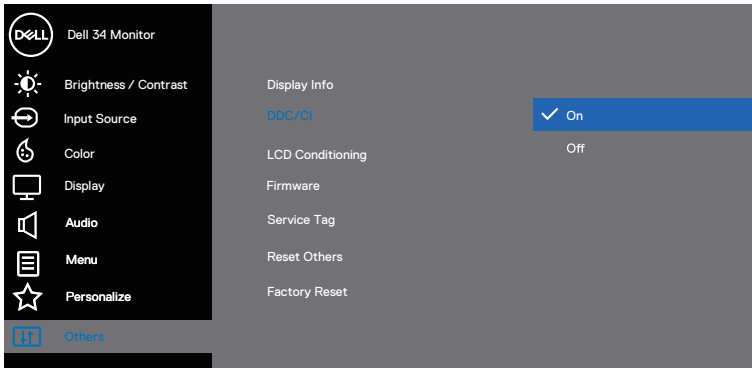 DELL
Dell 34 Monitor
Brightness / Contrast
Input Source
Color
Display
Audio
Menu
Personalize
Others
Display Info
DDC/CI
LCD Conditioning
Firmware
Service Tag
Reset Others
Factory Reset
On
Off